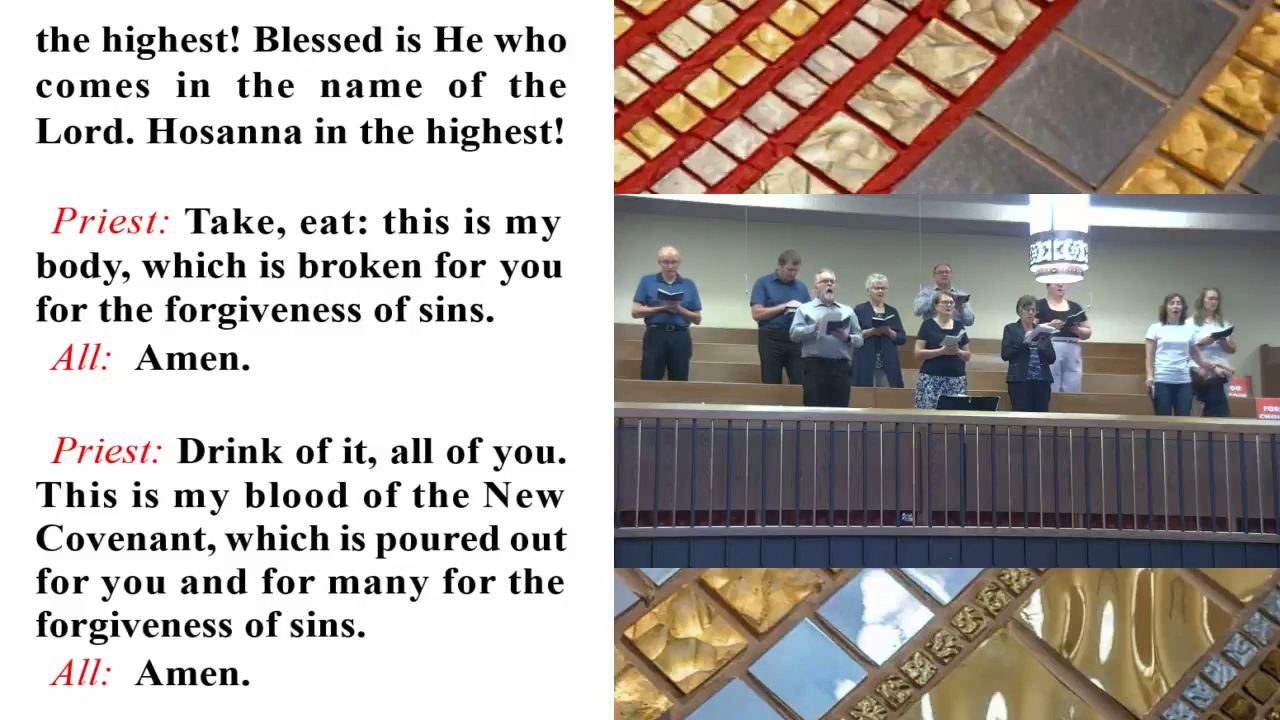 the highest! Blessed is He who
comes in the name of the
Lord. Hosanna in the highest!
Priest: Take, eat: this is my
body, which is broken for you
for the forgiveness of sins.
All: Amen.
Priest: Drink of it, all of you.
This is my blood of the New
Covenant, which is poured out
for you and for many for the
forgiveness of sins.
All: Amen.
FOR